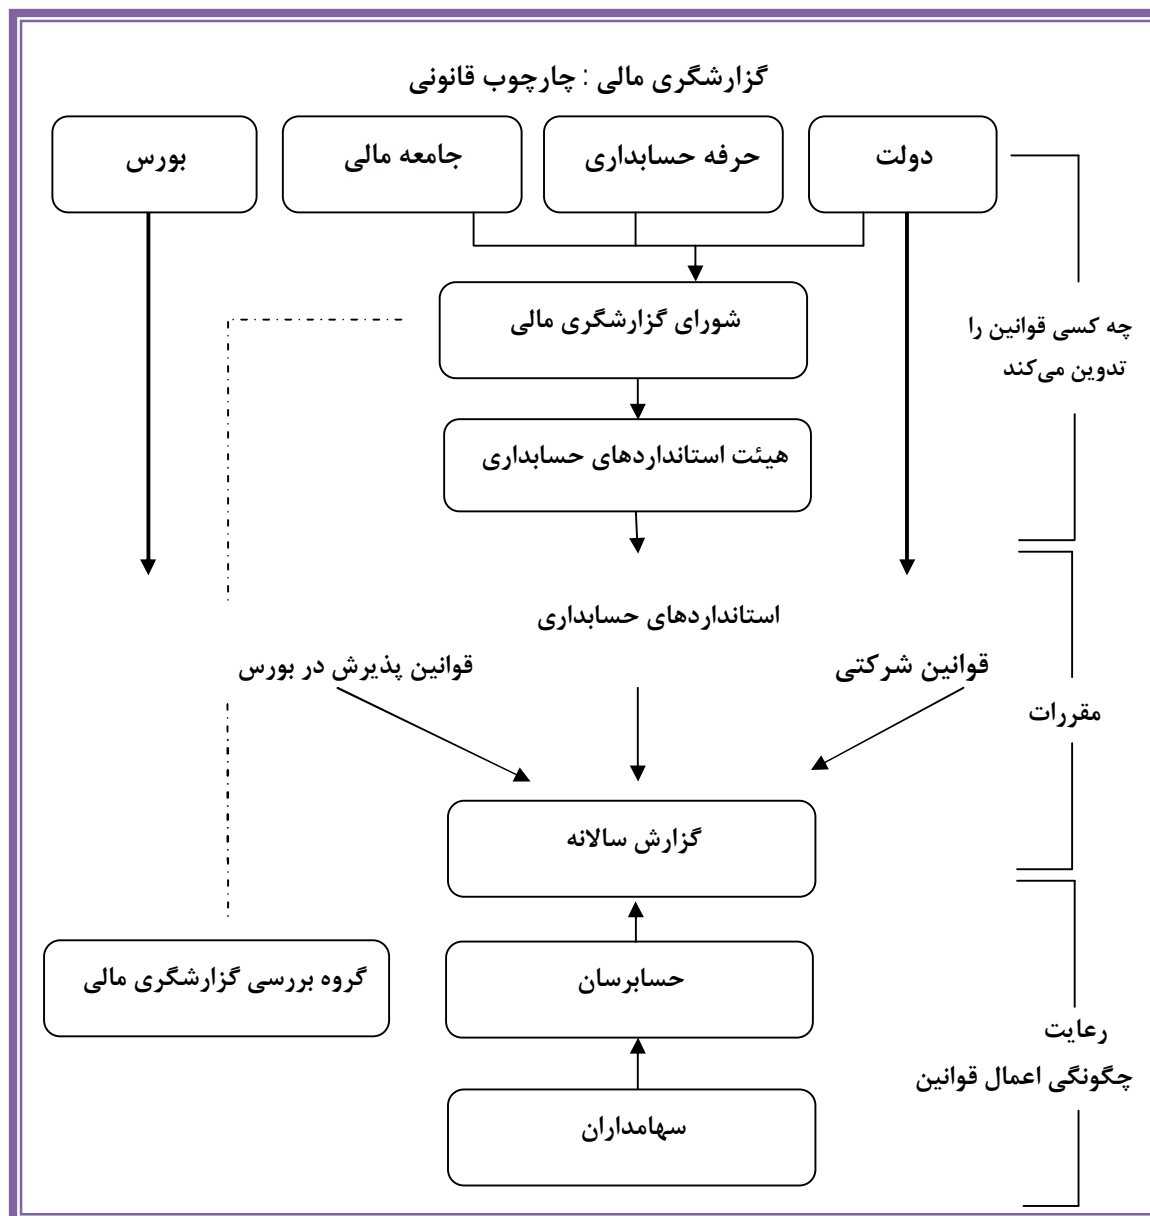 گزارشگری مالی : چارچوب قانونی
دولت
حرفه حسابداری
جامعه مالی
بورس
شورای گزارشگری مالی
چه کسی قوانین را
تدوین می‌کند
هیئت استانداردهای حسابداری
استانداردهای حسابداری
قوانین شرکتی
قوانین پذیرش در بورس
مقررات
گزارش سالانه
حسابرسان
گروه بررسی گزارشگری مالی
رعایت
چگونگی اعمال قوانین
سهامداران